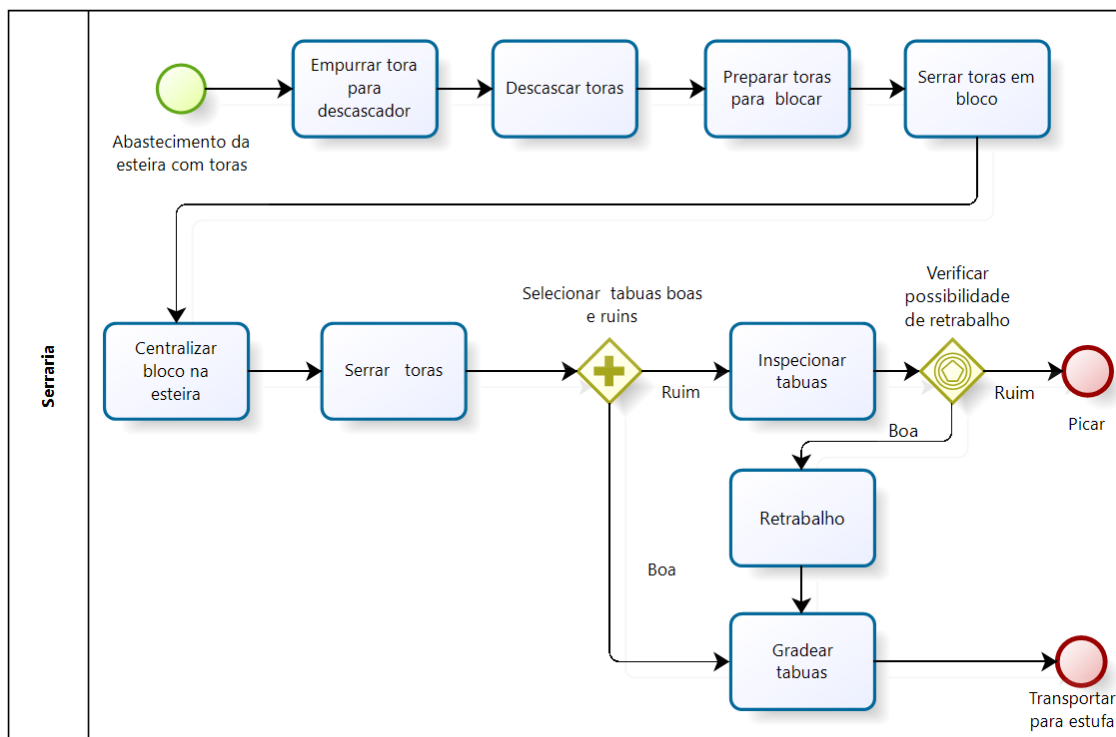 Serraria
Abastecimento da
esteira com toras
Empurrar tora
para
descascador
Descascar toras
Preparar toras
para blocar
Serrar toras em
bloco
Centralizar
bloco na
esteira
Serrar toras
Selecionar tabuas boas
e ruins
Ruim
Boa
Inspecionar
tabuas
Verificar
possibilidade
de retrabalho
Ruim
Picar
Boa
Retrabalho
Gradear
tabuas
Transportar
para estufa